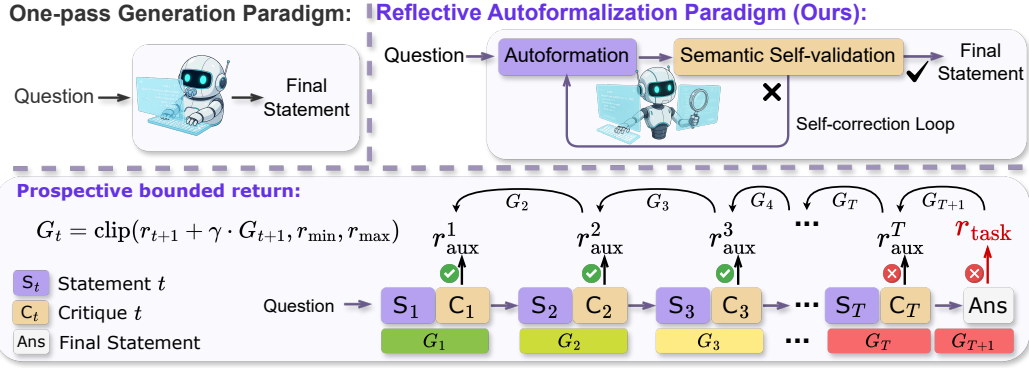 One-pass Generation Paradigm:
Question
Final
Statement
Reflective Autoformalization Paradigm (Ours):
Question
Autoformation
Semantic Self-validation
Final
Statement
Self-correction Loop
Prospective bounded return:
G_t = clip(r_{t+1} + γ · G_{t+1}, r_min, r_max)
S_t Statement t
C_t Critique t
Ans Final Statement
G_2 G_3 G_4 G_T G_{T+1}
r^1_aux r^2_aux r^3_aux ... r^T_aux r_task
Question S_1 C_1 S_2 C_2 S_3 C_3 ... S_T C_T Ans
G_1 G_2 G_3 ... G_T G_{T+1}